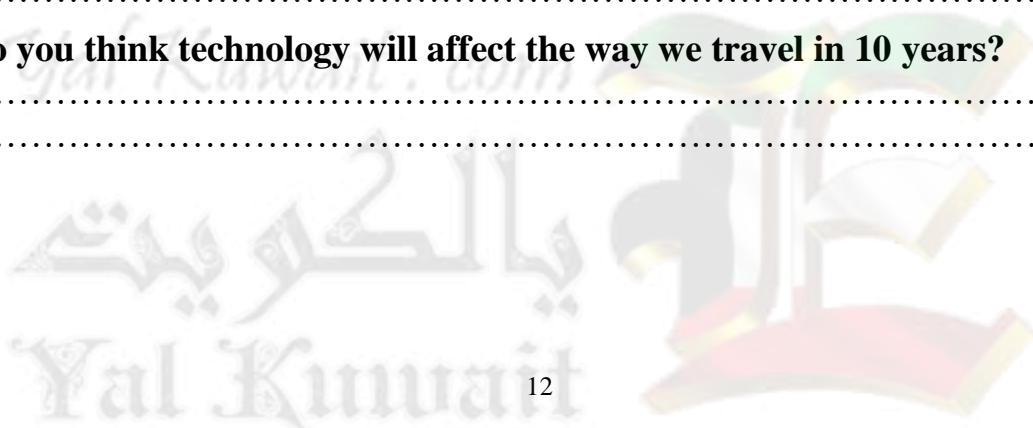 ……………………………………………………………………………………
o you think technology will affect the way we travel in 10 years?
Yal Kuwait . com
……………………………………………………………………………………
……………………………………………………………………………………
يالكويت
Yal Kuwait
12